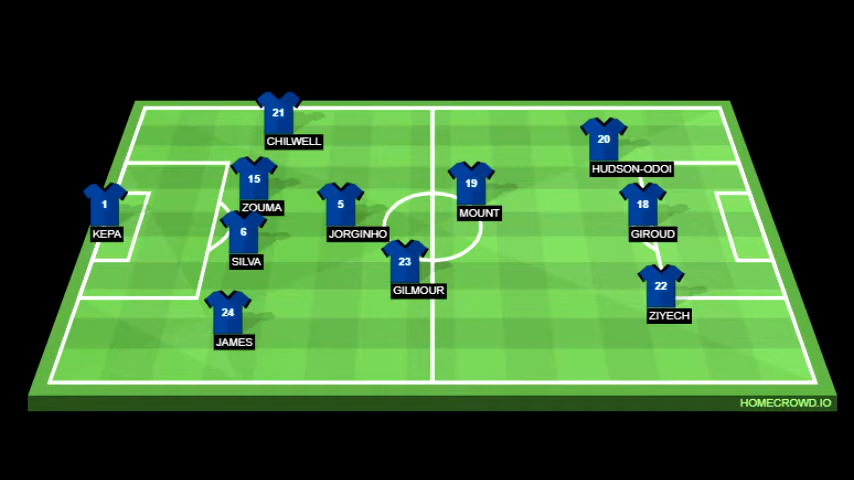 21
CHILWELL
20
HUDSON-ODOI
15
ZOUMA
19
MOUNT
1
KEPA
5
JORGINHO
18
GIROUD
6
SILVA
23
GILMOUR
22
ZIYECH
24
JAMES
HOMECROWD.IO